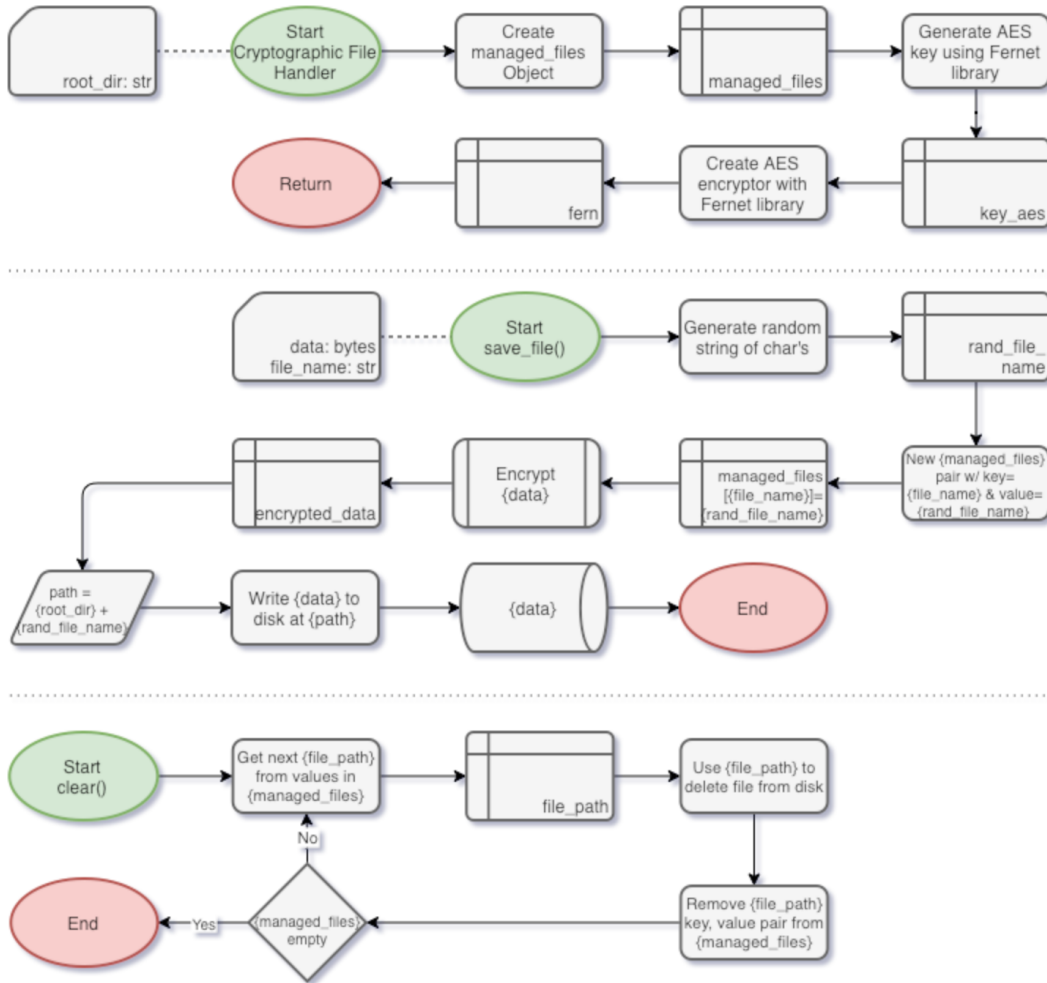 root_dir: str
Start
Cryptographic File
Handler
Create
managed_files
Object
managed_files
Generate AES
key using Fernet
library
Return
fern
Create AES
encryptor with
Fernet library
key_aes
data: bytes
file_name: str
Start
save_file()
Generate random
string of char's
rand_file_
name
encrypted_data
Encrypt
{data}
managed_files
[{file_name}]=
{rand_file_name}
New {managed_files}
pair w/ key=
{file_name} & value=
{rand_file_name}
path =
{root_dir} +
{rand_file_name}
Write {data} to
disk at {path}
{data}
End
Start
clear()
Get next {file_path}
from values in
{managed_files}
file_path
Use {file_path} to
delete file from disk
No
End
Yes
{managed_files}
empty
Remove {file_path}
key, value pair from
{managed_files}